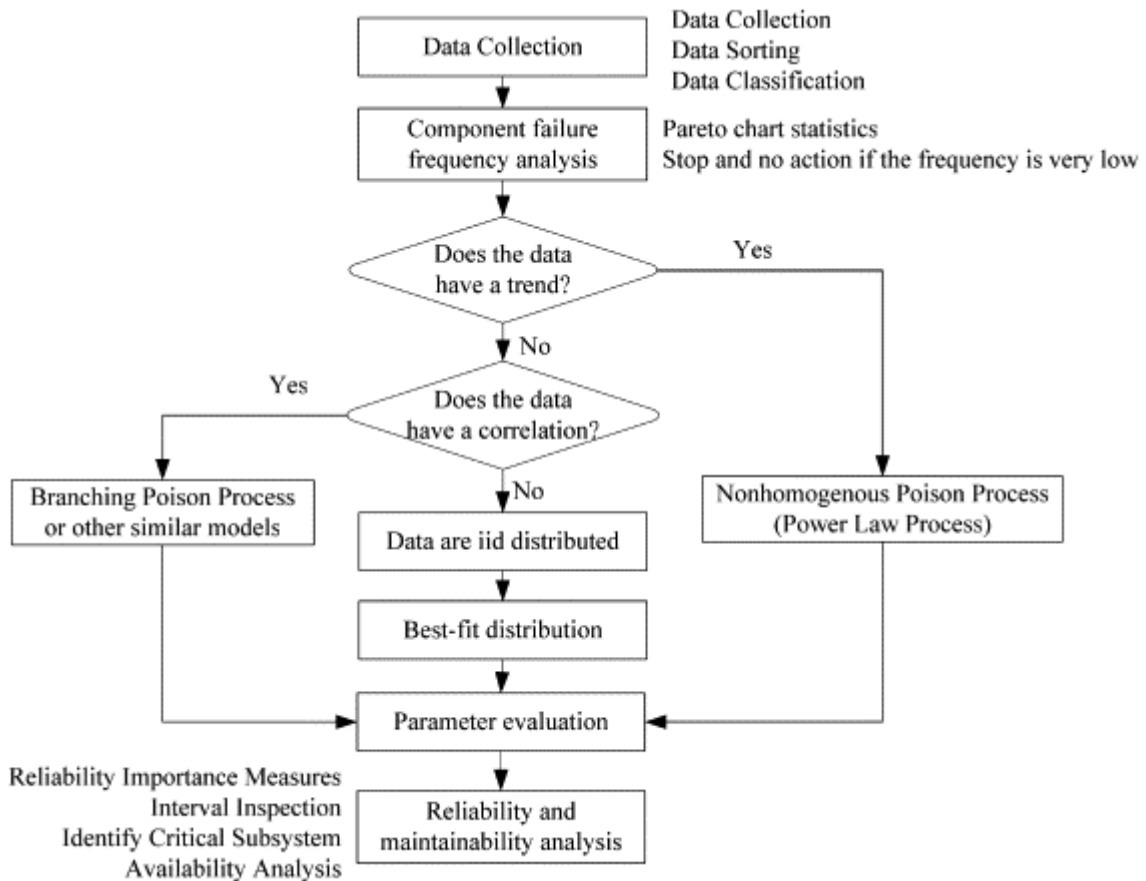 Data Collection
Data Collection
Data Sorting
Data Classification
Component failure
frequency analysis
Pareto chart statistics
Stop and no action if the frequency is very low
Does the data
have a trend?
Yes
No
Yes
Does the data
have a correlation?
No
Branching Poison Process
or other similar models
Nonhomogenous Poison Process
(Power Law Process)
Data are iid distributed
Best-fit distribution
Parameter evaluation
Reliability Importance Measures
Interval Inspection
Identify Critical Subsystem
Availability Analysis
Reliability and
maintainability analysis